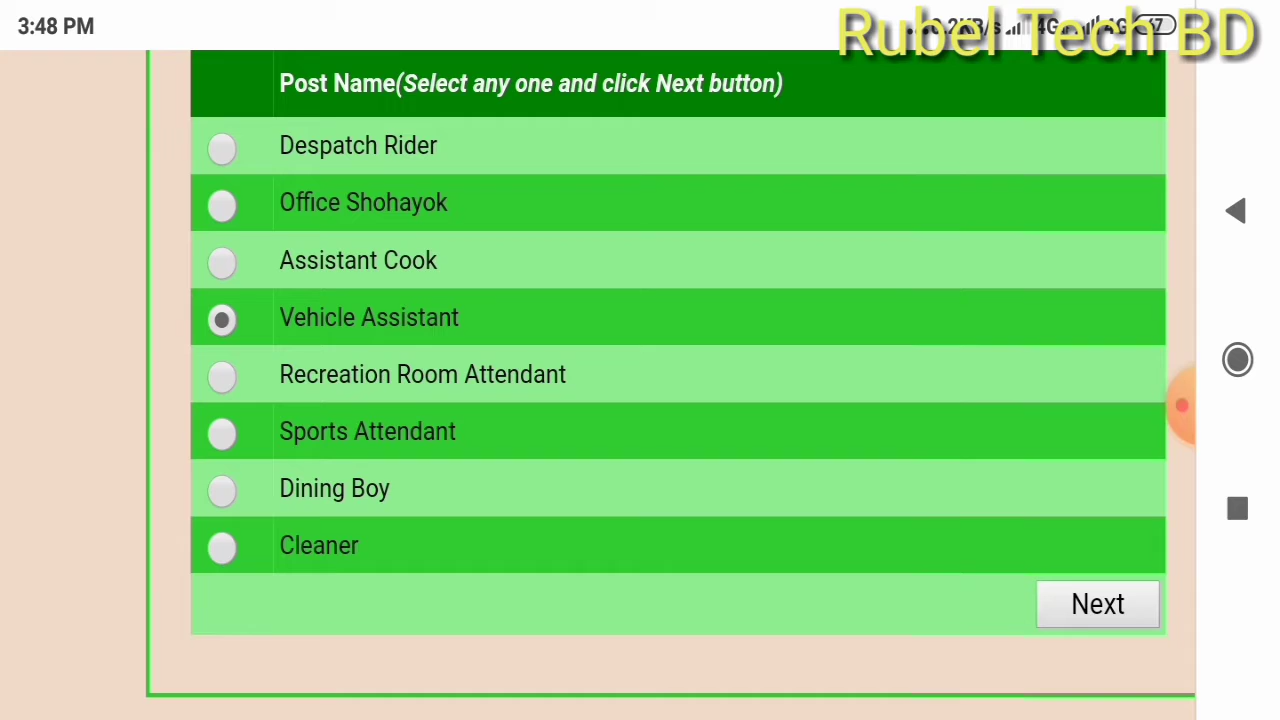 3:48 PM
Rubel Tech BD
Post Name(Select any one and click Next button)
Despatch Rider
Office Shohayok
Assistant Cook
Vehicle Assistant
Recreation Room Attendant
Sports Attendant
Dining Boy
Cleaner
Next